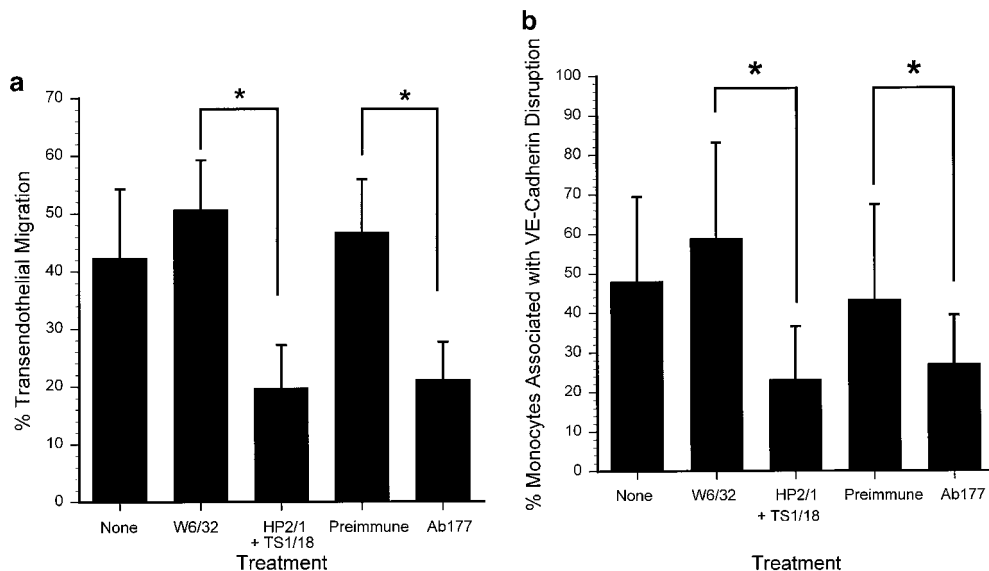 a
% Transendothelial Migration
70
60
50
40
30
20
10
0
*
*
None
W6/32
HP2/1
+ TS1/18
Preimmune
Ab177
Treatment
b
% Monocytes Associated with VE-Cadherin Disruption
100
90
80
70
60
50
40
30
20
10
0
*
*
None
W6/32
HP2/1
+ TS1/18
Preimmune
Ab177
Treatment